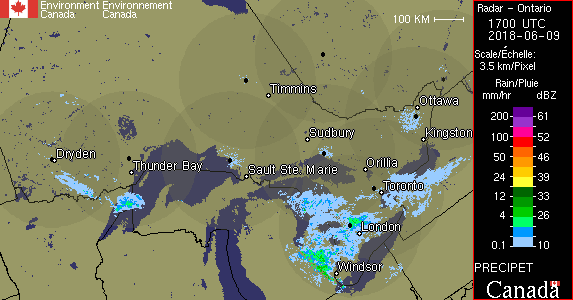 Environment Environnement
Canada Canada
100 KM
Timmins
Ottawa
Sudbury
Kingston
Dryden
Thunder Bay
Sault Ste. Marie
Orillia
Toronto
London
Windsor
Radar - Ontario
1700 UTC
2018-06-09
Scale/Échelle:
3.5 km/Pixel
Rain/Pluie
mm/hr dBZ
200 61
100 52
50 46
24 39
12 33
4 26
0.1 10
PRECIPET
Canada